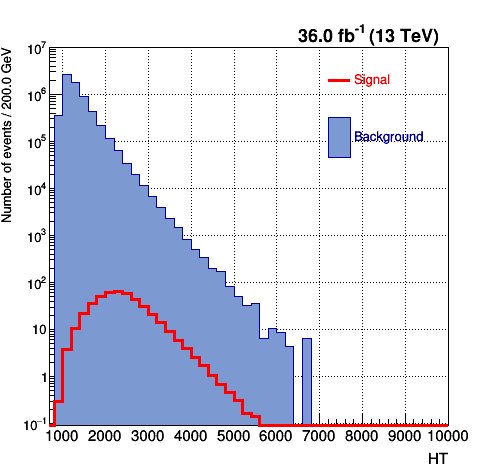 36.0 fb⁻¹ (13 TeV)
Number of events / 200.0 GeV
10⁷
10⁶
10⁵
10⁴
10³
10²
10
1
10⁻¹
Signal
Background
1000 2000 3000 4000 5000 6000 7000 8000 9000 10000
HT